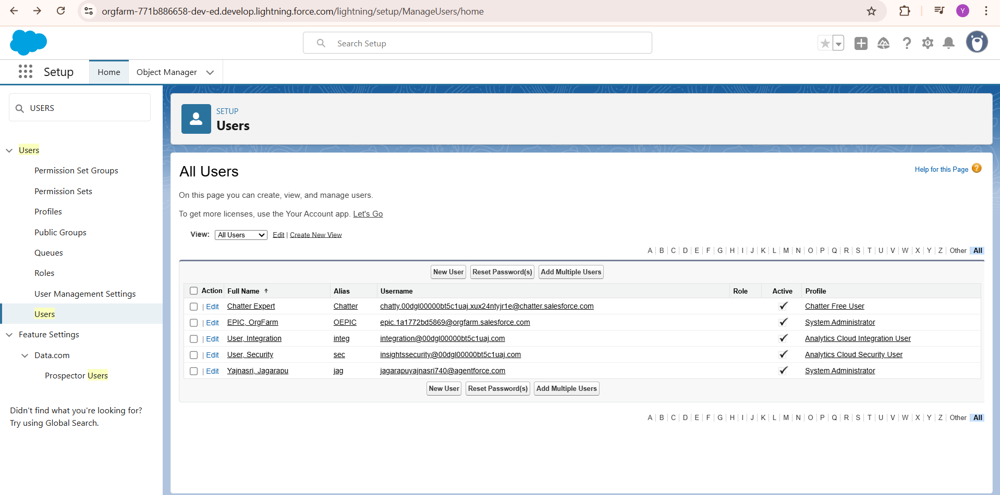 orgfarm-771b886658-dev-ed.develop.lightning.force.com/lightning/setup/ManageUsers/home
Y
Search Setup
Setup
Home
Object Manager
USERS
Users
Permission Set Groups
Permission Sets
Profiles
Public Groups
Queues
Roles
User Management Settings
Users
Feature Settings
Data.com
Prospector Users
Didn't find what you're looking for?
Try using Global Search.
SETUP
Users
All Users
Help for this Page ?
On this page you can create, view, and manage users.
To get more licenses, use the Your Account app. Let's Go
View: All Users Edit | Create New View
A | B | C | D | E | F | G | H | I | J | K | L | M | N | O | P | Q | R | S | T | U | V | W | X | Y | Z | Other | All
New User Reset Password(s) Add Multiple Users
Action Full Name ↑ Alias Username Role Active Profile
| Edit Chatter Expert Chatter chatty.00dgl00000bt5c1uaj.xux24ntyjr1e@chatter.salesforce.com ✓ Chatter Free User
| Edit EPIC, OrgFarm OEPIC epic.1a1772bd5869@orgfarm.salesforce.com ✓ System Administrator
| Edit User, Integration integ integration@00dgl00000bt5c1uaj.com ✓ Analytics Cloud Integration User
| Edit User, Security sec insightssecurity@00dgl00000bt5c1uaj.com ✓ Analytics Cloud Security User
| Edit Yajnasri, Jagarapu jag jagarapuyajnasri740@agentforce.com ✓ System Administrator
New User Reset Password(s) Add Multiple Users
A | B | C | D | E | F | G | H | I | J | K | L | M | N | O | P | Q | R | S | T | U | V | W | X | Y | Z | Other | All